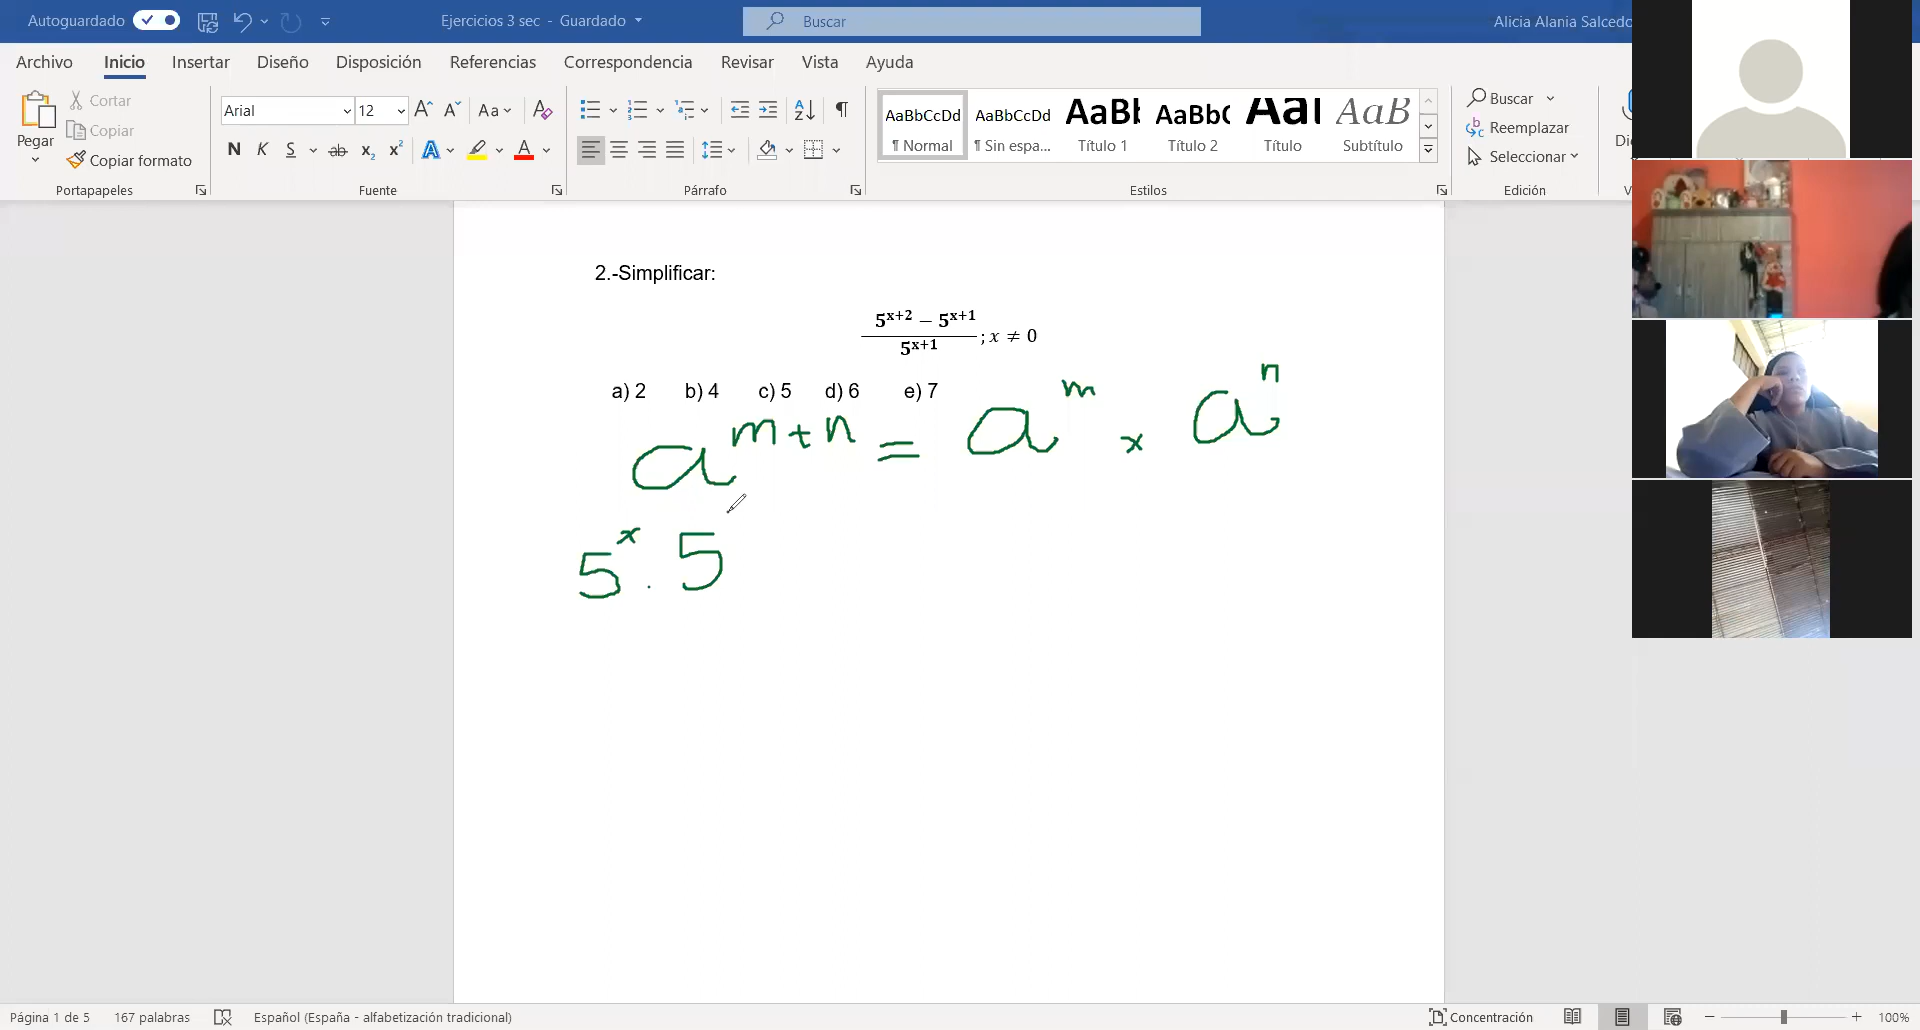 Autoguardado Ejercicios 3 sec - Guardado Buscar Alicia Alania Salcedo
Archivo Inicio Insertar Diseño Disposición Referencias Correspondencia Revisar Vista Ayuda
Pegar
Cortar
Copiar
Copiar formato
Portapapeles
Arial 12
Fuente
Párrafo
AaBbCcDd AaBbCcDd AaBb AaBbC AaB AaB
¶ Normal ¶ Sin espa... Título 1 Título 2 Título Subtítulo
Estilos
Buscar
Reemplazar
Seleccionar
Edición
2.-Simplificar:
5^{x+2} – 5^{x+1}
5^{x+1}
; x ≠ 0
a) 2 b) 4 c) 5 d) 6 e) 7
a^{m+n} = a^m x a^n
5^x . 5
Página 1 de 5 167 palabras Español (España - alfabetización tradicional) Concentración 100%